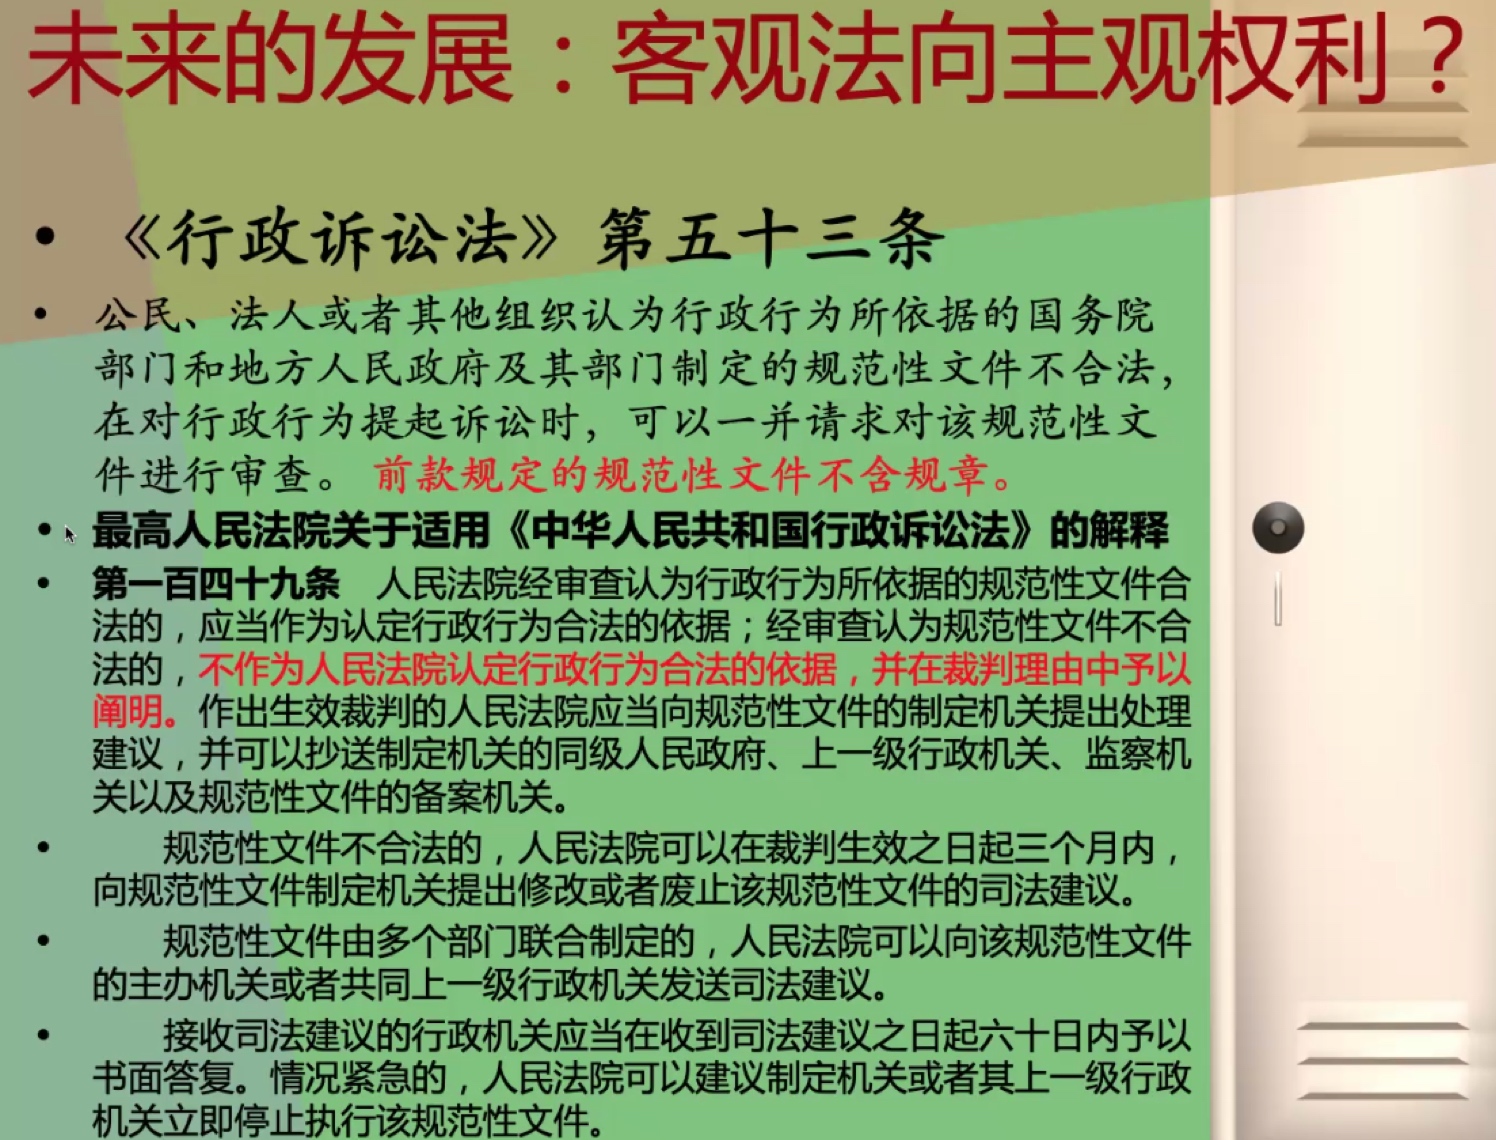 未来的发展：客观法向主观权利？
• 《行政诉讼法》第五十三条
• 公民、法人或者其他组织认为行政行为所依据的国务院
部门和地方人民政府及其部门制定的规范性文件不合法，
在对行政行为提起诉讼时，可以一并请求对该规范性文
件进行审查。 前款规定的规范性文件不含规章。
• 最高人民法院关于适用《中华人民共和国行政诉讼法》的解释
• 第一百四十九条　人民法院经审查认为行政行为所依据的规范性文件合
法的，应当作为认定行政行为合法的依据；经审查认为规范性文件不合
法的，不作为人民法院认定行政行为合法的依据，并在裁判理由中予以
阐明。作出生效裁判的人民法院应当向规范性文件的制定机关提出处理
建议，并可以抄送制定机关的同级人民政府、上一级行政机关、监察机
关以及规范性文件的备案机关。
• 规范性文件不合法的，人民法院可以在裁判生效之日起三个月内，
向规范性文件制定机关提出修改或者废止该规范性文件的司法建议。
• 规范性文件由多个部门联合制定的，人民法院可以向该规范性文件
的主办机关或者共同上一级行政机关发送司法建议。
• 接收司法建议的行政机关应当在收到司法建议之日起六十日内予以
书面答复。情况紧急的，人民法院可以建议制定机关或者其上一级行政
机关立即停止执行该规范性文件。